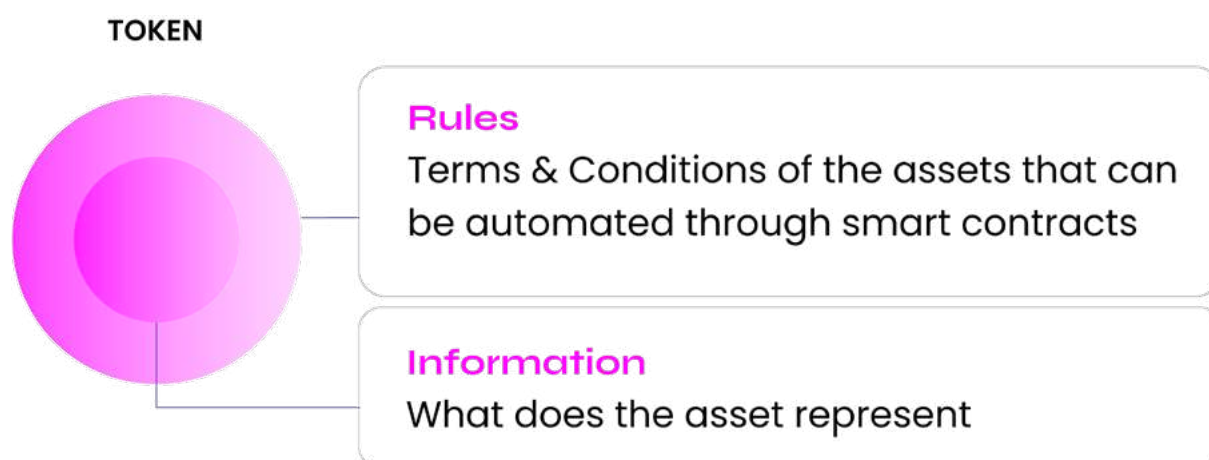 TOKEN
Rules
Terms & Conditions of the assets that can
be automated through smart contracts
Information
What does the asset represent